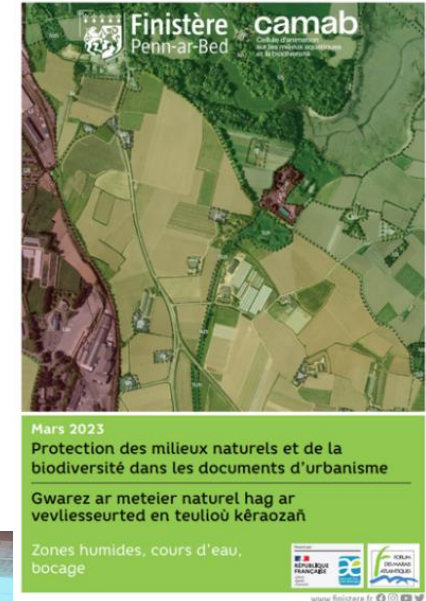 Finistère
Penn-ar-Bed
camab
Cellule d'animation
sur les milieux aquatiques
et la biodiversité
Mars 2023
Protection des milieux naturels et de la
biodiversité dans les documents d'urbanisme
Gwarez ar meteier naturel hag ar
vevliesseurted en teulioù kêraozañ
Zones humides, cours d'eau,
bocage
RÉPUBLIQUE
FRANÇAISE
FORUM
DES MARAIS
ATLANTIQUES
www.finistere.fr